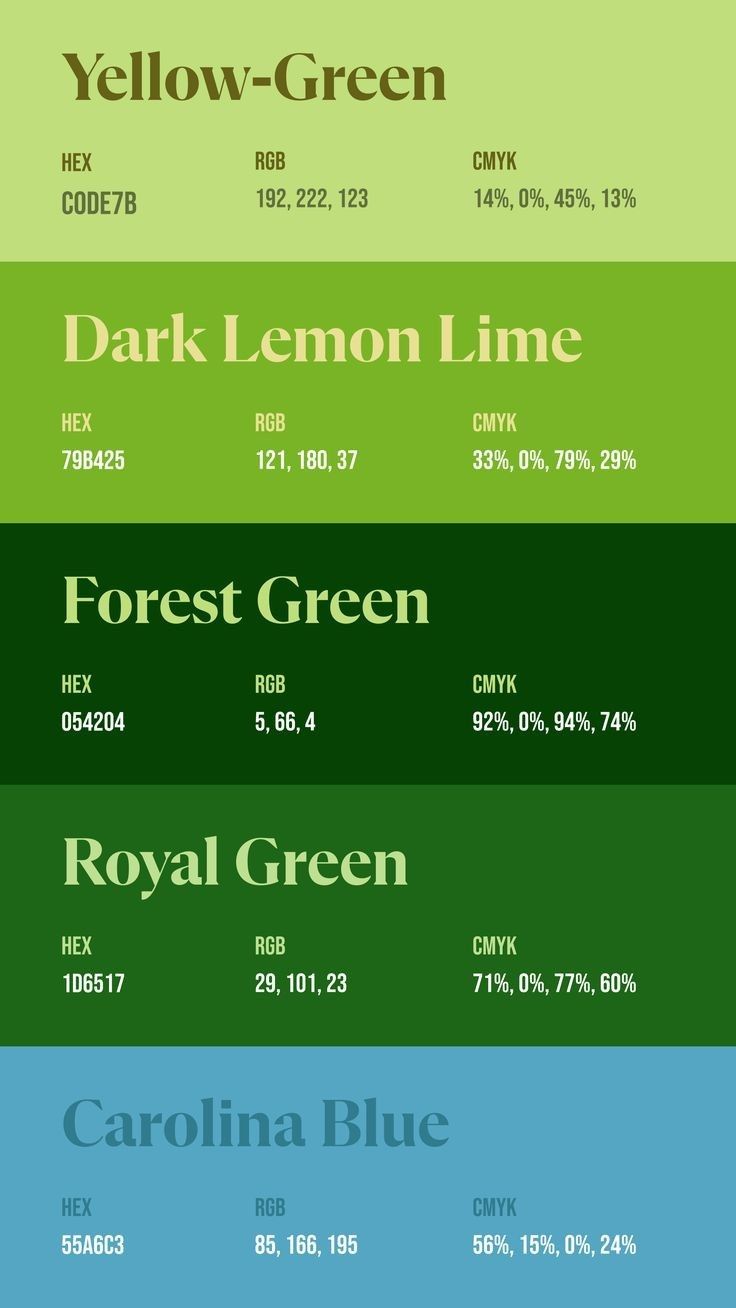 Yellow-Green
HEX RGB CMYK
C0DE7B 192, 222, 123 14%, 0%, 45%, 13%
Dark Lemon Lime
HEX RGB CMYK
79B425 121, 180, 37 33%, 0%, 79%, 29%
Forest Green
HEX RGB CMYK
054204 5, 66, 4 92%, 0%, 94%, 74%
Royal Green
HEX RGB CMYK
1D6517 29, 101, 23 71%, 0%, 77%, 60%
Carolina Blue
HEX RGB CMYK
55A6C3 85, 166, 195 56%, 15%, 0%, 24%